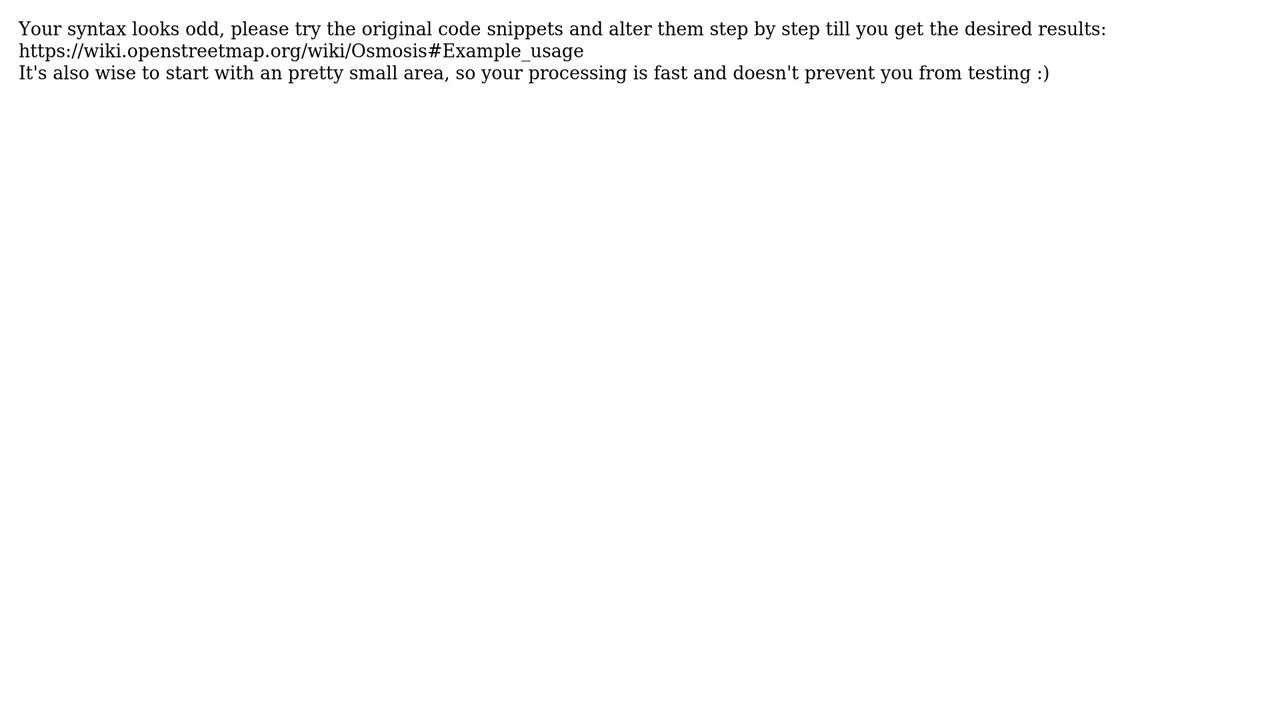 Your syntax looks odd, please try the original code snippets and alter them step by step till you get the desired results:
https://wiki.openstreetmap.org/wiki/Osmosis#Example_usage
It's also wise to start with an pretty small area, so your processing is fast and doesn't prevent you from testing :)